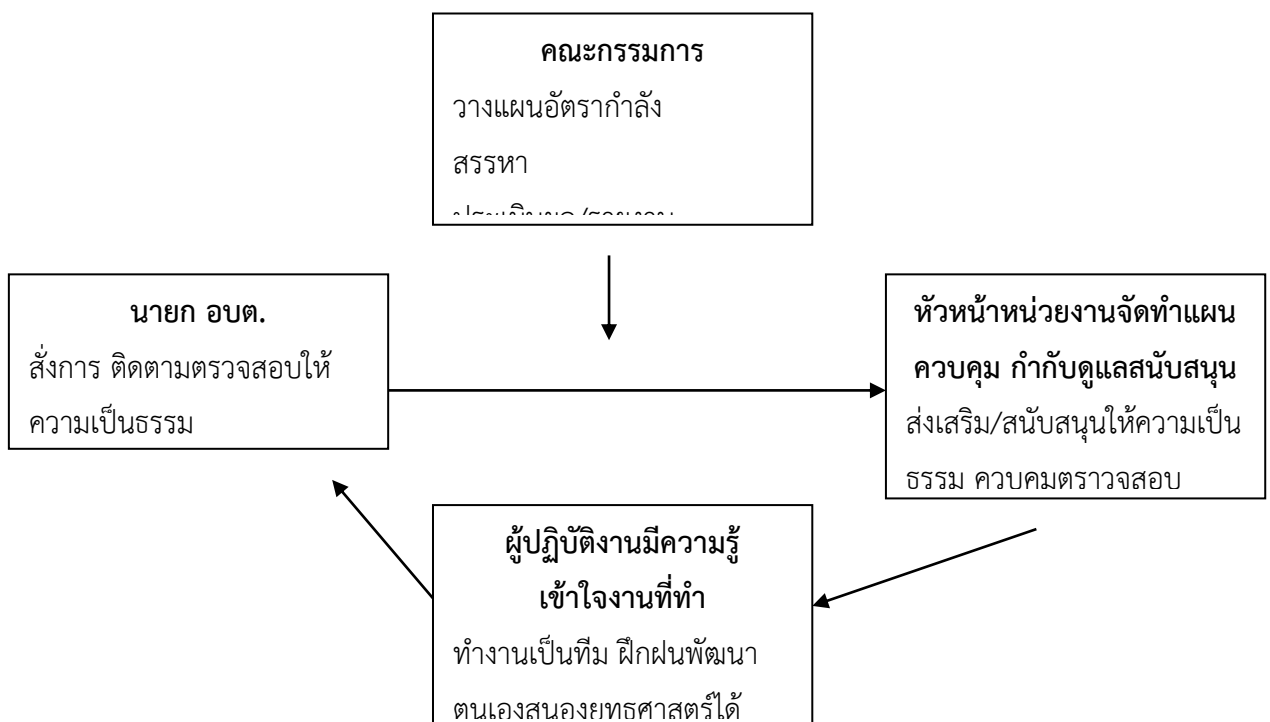 คณะกรรมการ
วางแผนอัตรากำลัง
สรรหา
นายก อบต.
สั่งการ ติดตามตรวจสอบให้
ความเป็นธรรม
หัวหน้าหน่วยงานจัดทำแผน
ควบคุม กำกับดูแลสนับสนุน
ส่งเสริม/สนับสนุนให้ความเป็น
ธรรม ควบคมตราวจสอบ
ผู้ปฏิบัติงานมีความรู้
เข้าใจงานที่ทำ
ทำงานเป็นทีม ฝึกฝนพัฒนา
ตนเองสนองยุทธศาสตร์ได้